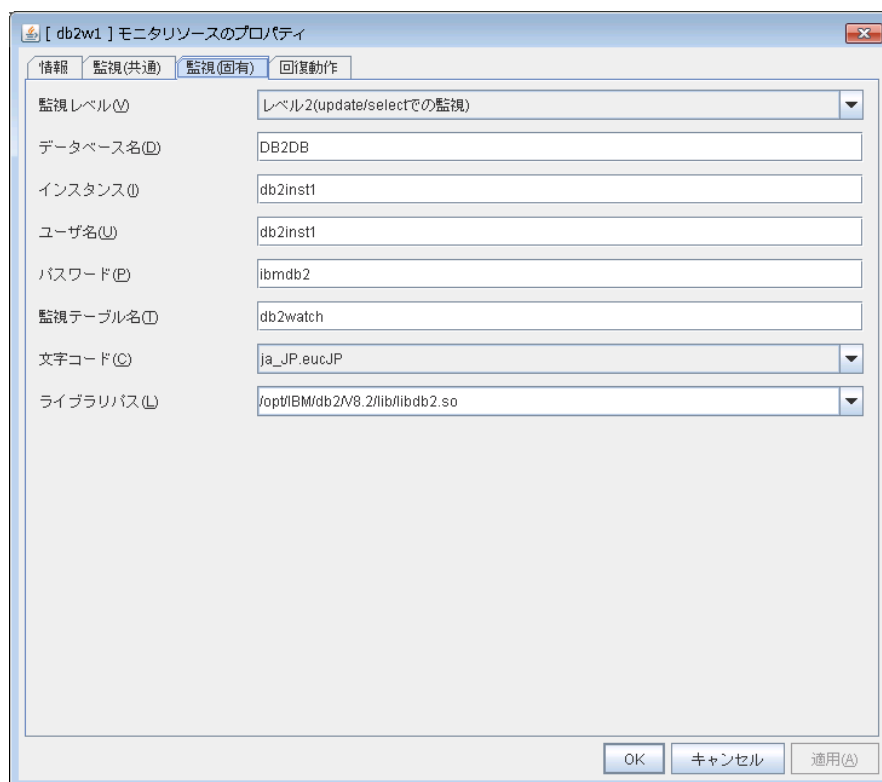 [ db2w1 ] モニタリソースのプロパティ
情報 監視(共通) 監視(固有) 回復動作
監視レベル(V) レベル2(update/selectでの監視)
データベース名(D) DB2DB
インスタンス(I) db2inst1
ユーザ名(U) db2inst1
パスワード(P) ibmdb2
監視テーブル名(T) db2watch
文字コード(C) ja_JP.eucJP
ライブラリパス(L) /opt/IBM/db2/V8.2/lib/libdb2.so
OK キャンセル 適用(A)